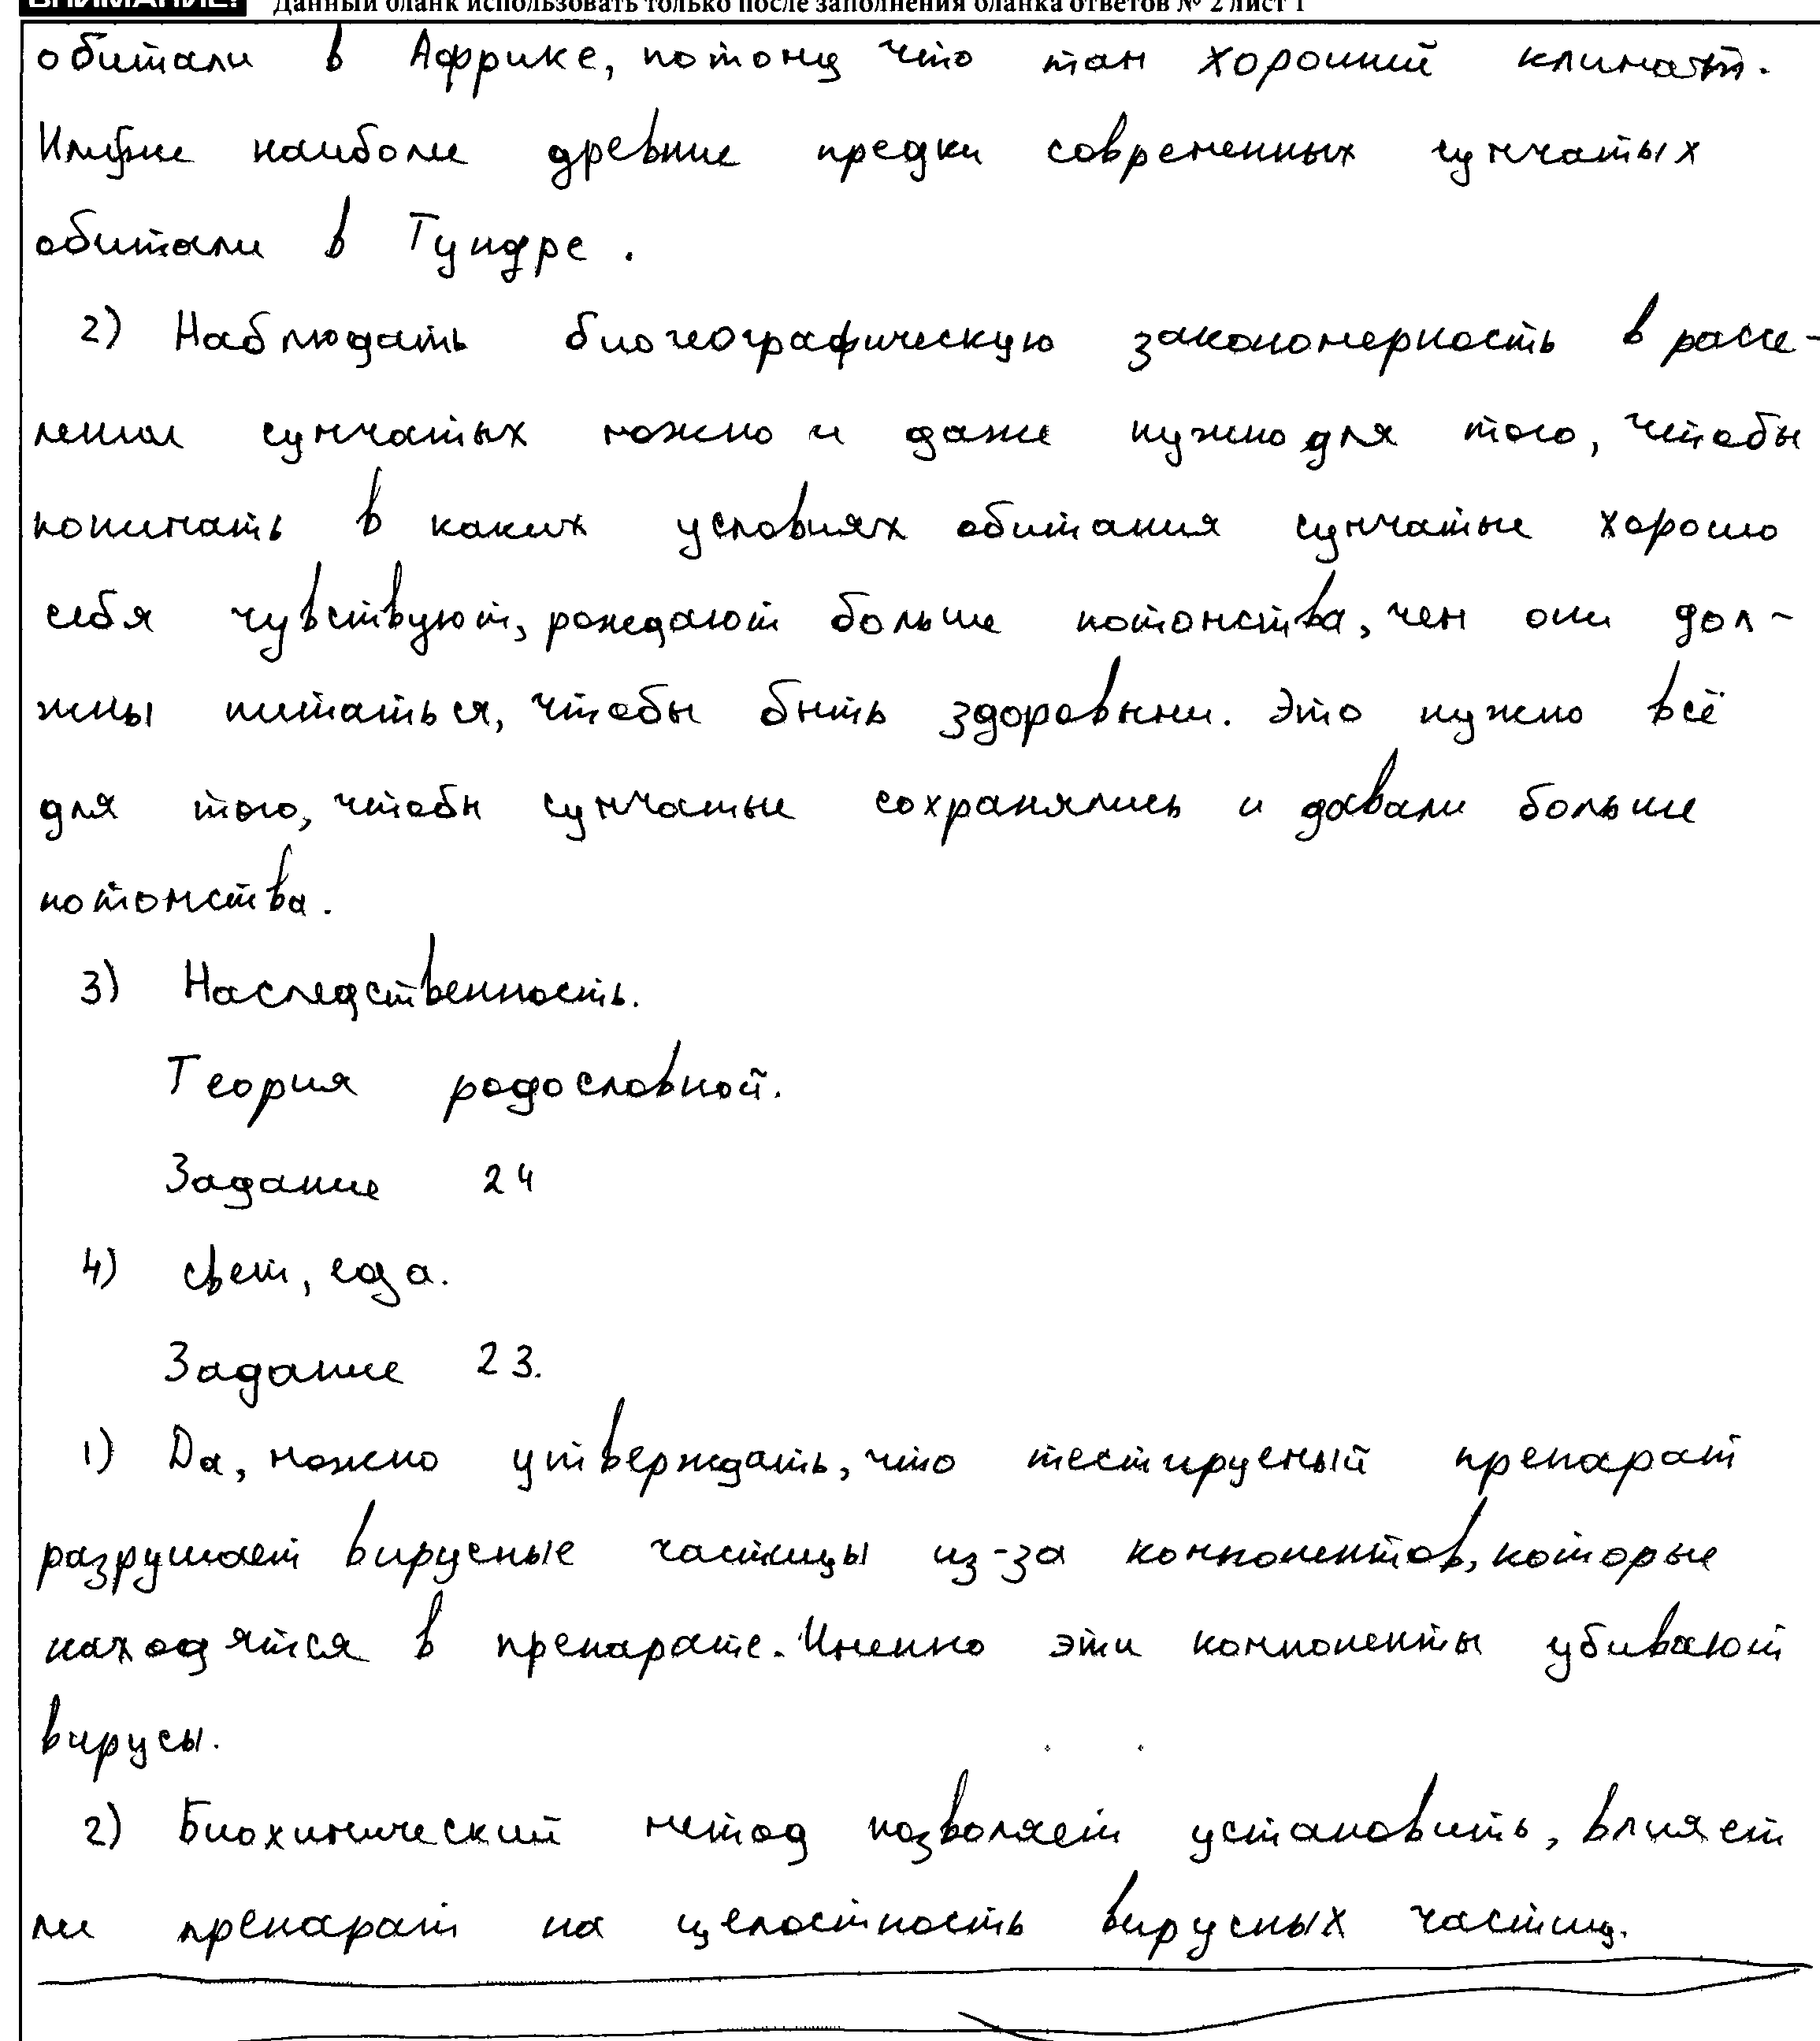 ВНИМАНИЕ! Данный бланк использовать только после заполнения бланка ответов № 2 лист 1
обитали в Африке, потому что там хороший климат.
наиболее древние предки современных сумчатых
обитали в Тундре.
2) Наблюдать биогеографическую закономерность в рассе-
лении сумчатых можно и даже нужно для того, чтобы
понимать в каких условиях обитания сумчатые хорошо
себя чувствуют, рождают больше потомства, чем они дол-
жны питаться, чтобы быть здоровыми. Это нужно всё
для того, чтобы сумчатые сохранялись и давали больше
потомства.
3) Наследственность.
Теория родословной.
Задание 24
4) свет, еда.
Задание 23.
1) Да, можно утверждать, что тестируемый препарат
разрушает вирусные частицы из-за компонентов, которые
находятся в препарате. Именно эти компоненты убивают
вирусы.
2) Биохимический метод позволяет установить, влияет
ли препарат на целостность вирусных частиц.